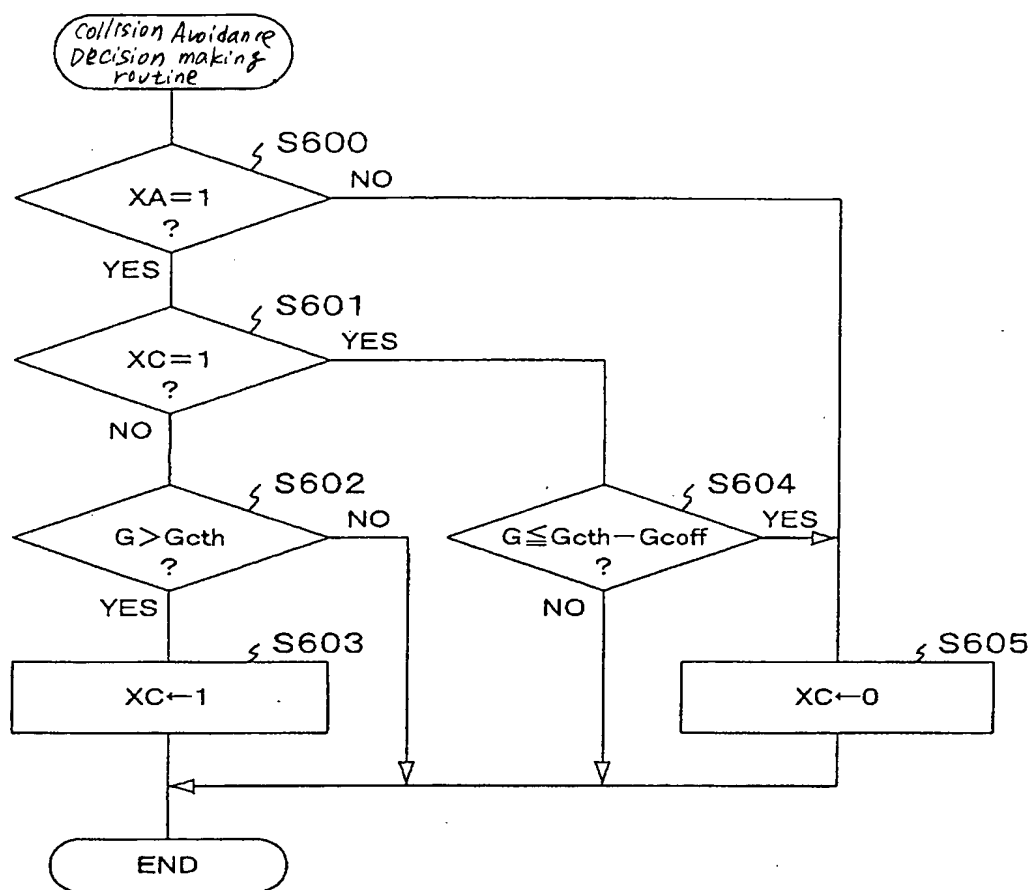 Collision Avoidance
Decision making
routine
S600
XA=1
?
NO
YES
S601
XC=1
?
YES
NO
S602
G>Gcth
?
NO
YES
S604
G≦Gcth−Gcoff
?
YES
NO
S603
XC←1
S605
XC←0
END